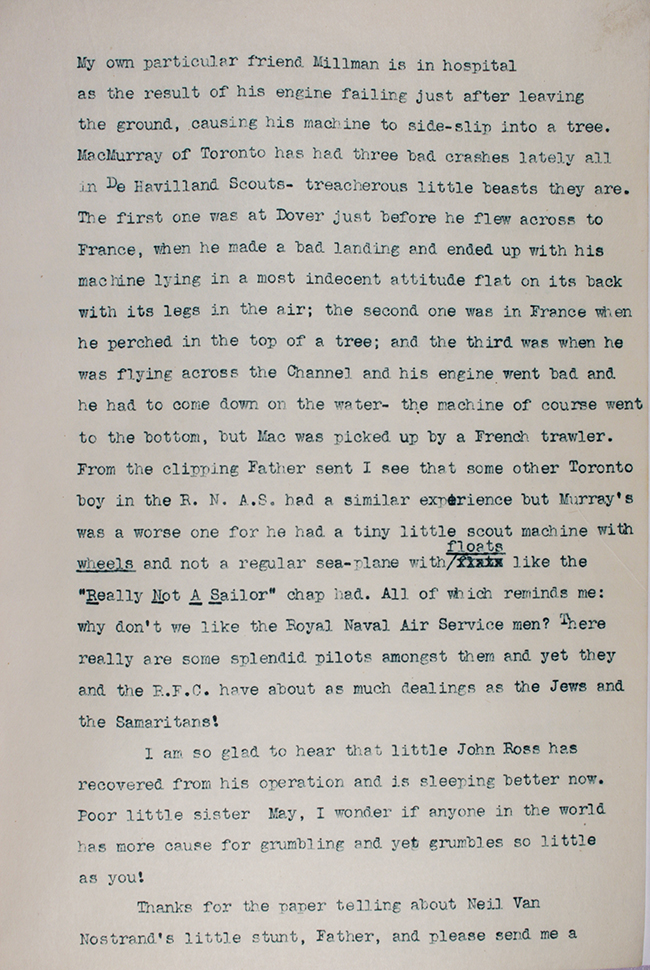 My own particular friend Millman is in hospital
as the result of his engine failing just after leaving
the ground, causing his machine to side-slip into a tree.
MacMurray of Toronto has had three bad crashes lately all
in De Havilland Scouts- treacherous little beasts they are.
The first one was at Dover just before he flew across to
France, when he made a bad landing and ended up with his
machine lying in a most indecent attitude flat on its back
with its legs in the air; the second one was in France when
he perched in the top of a tree; and the third was when he
was flying across the Channel and his engine went bad and
he had to come down on the water- the machine of course went
to the bottom, but Mac was picked up by a French trawler.
From the clipping Father sent I see that some other Toronto
boy in the R. N. A.S. had a similar experience but Murray's
was a worse one for he had a tiny little scout machine with
floats
wheels and not a regular sea-plane with/ like the
"Really Not A Sailor" chap had. All of which reminds me:
why don't we like the Royal Naval Air Service men? There
really are some splendid pilots amongst them and yet they
and the R.F.C. have about as much dealings as the Jews and
the Samaritans!
I am so glad to hear that little John Ross has
recovered from his operation and is sleeping better now.
Poor little sister May, I wonder if anyone in the world
has more cause for grumbling and yet grumbles so little
as you!
Thanks for the paper telling about Neil Van
Nostrand's little stunt, Father, and please send me a